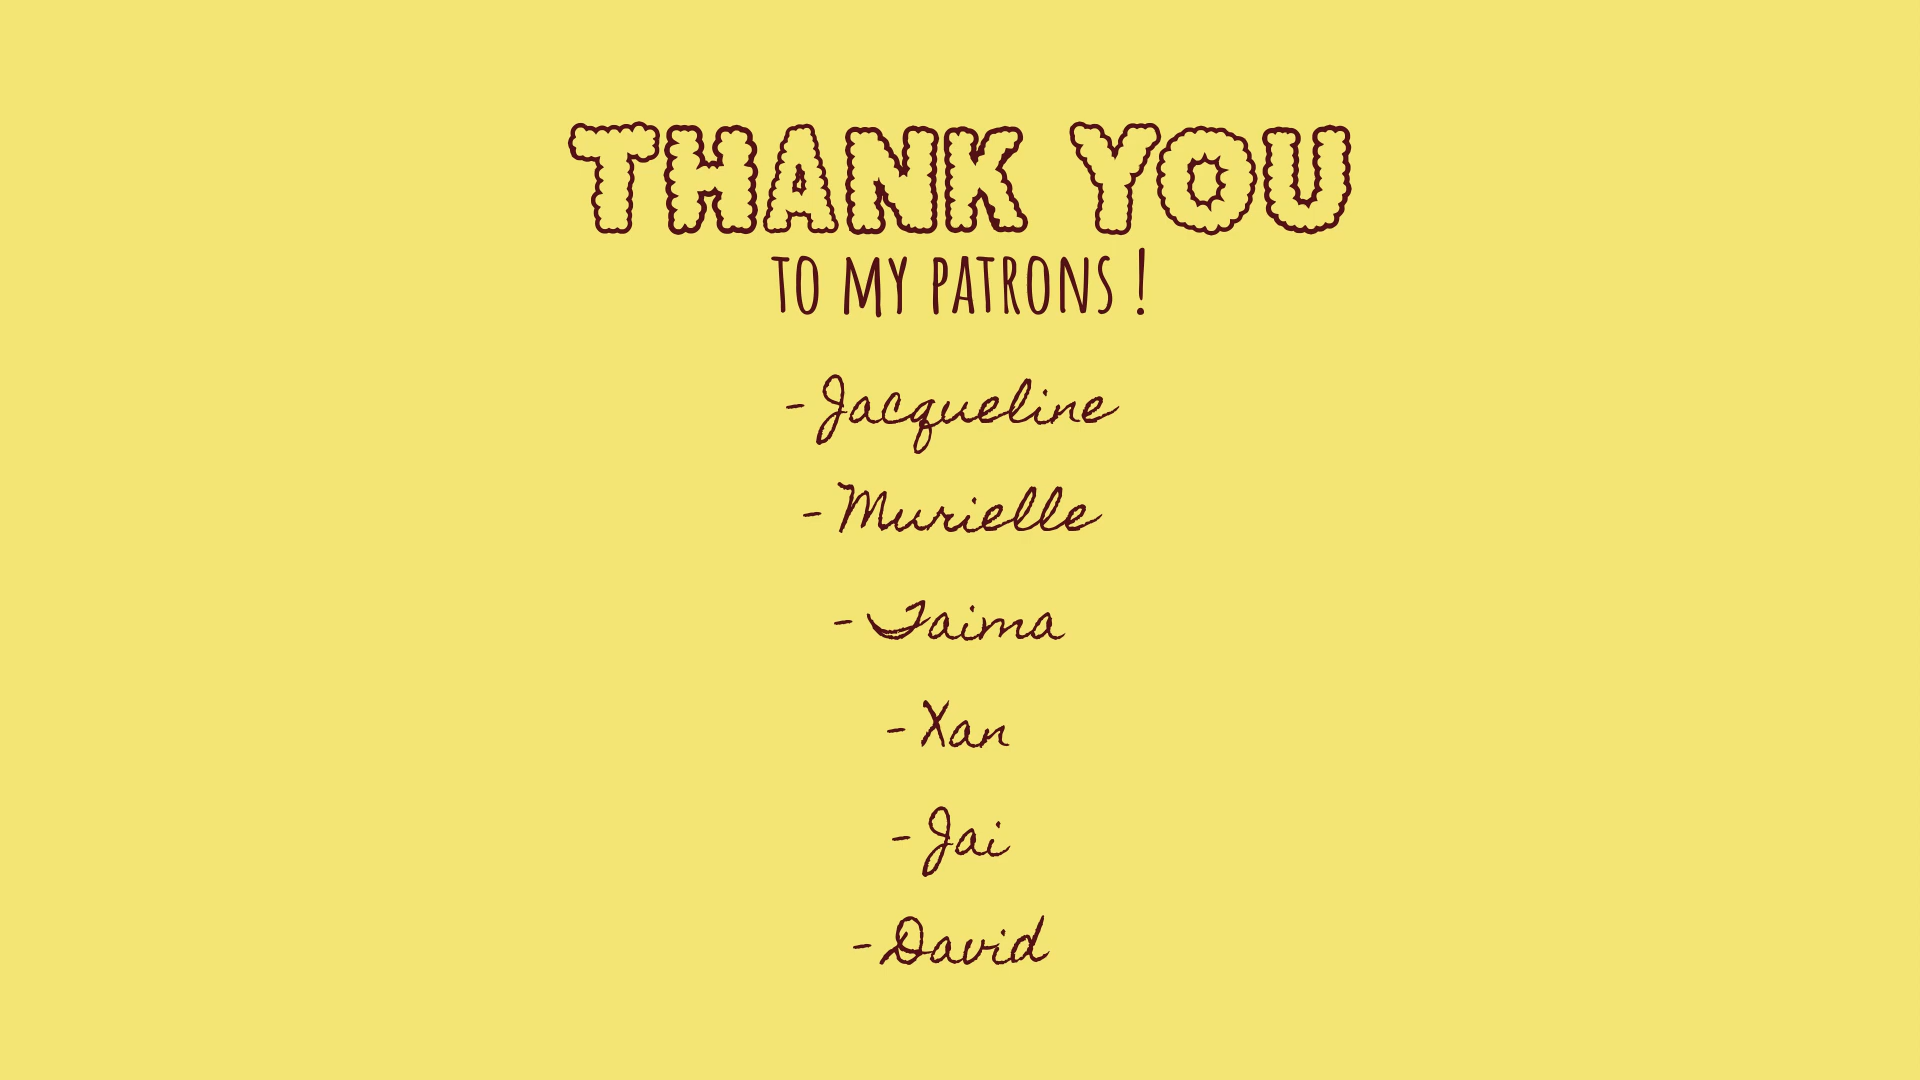 THANK YOU
TO MY PATRONS !
- Jacqueline
- Murielle
- Taima
- Xan
- Jai
- David